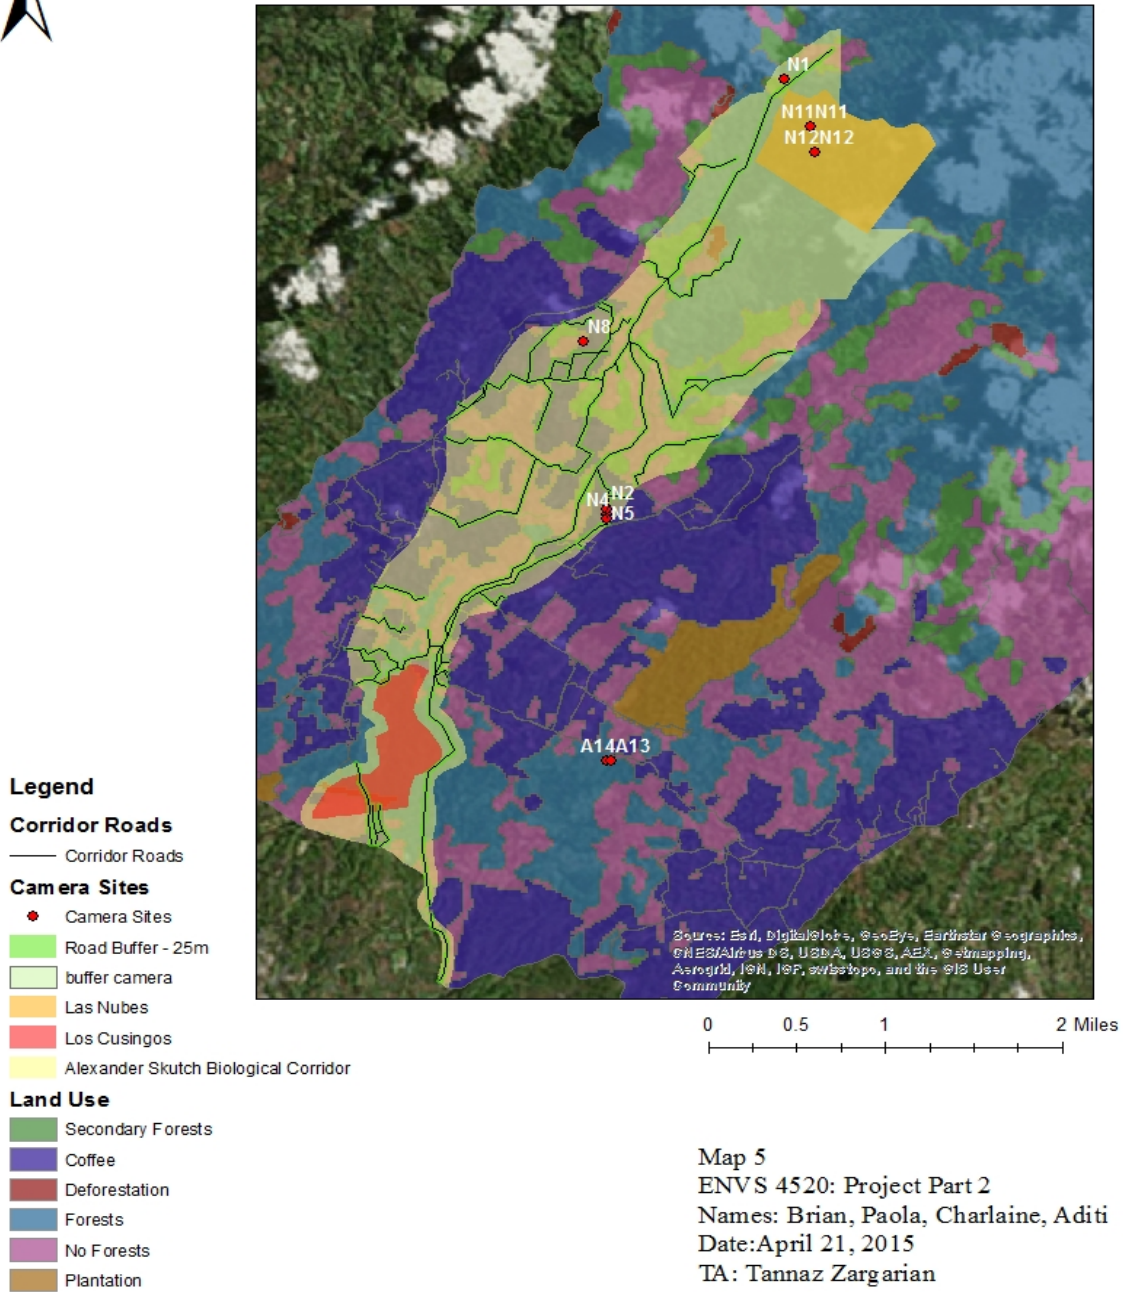 N1
N11N11
N12N12
N8
N4 N2
N5
A14A13
Source: Esri, DigitalGlobe, GeoEye, Earthstar Geographics,
CNES/Airbus DS, USDA, USGS, AEX, Getmapping,
Aerogrid, IGN, IGP, swisstopo, and the GIS User
Community
0 0.5 1 2 Miles
Legend
Corridor Roads
Corridor Roads
Camera Sites
Camera Sites
Road Buffer - 25m
buffer camera
Las Nubes
Los Cusingos
Alexander Skutch Biological Corridor
Land Use
Secondary Forests
Coffee
Deforestation
Forests
No Forests
Plantation
Map 5
ENVS 4520: Project Part 2
Names: Brian, Paola, Charlaine, Aditi
Date:April 21, 2015
TA: Tannaz Zargarian